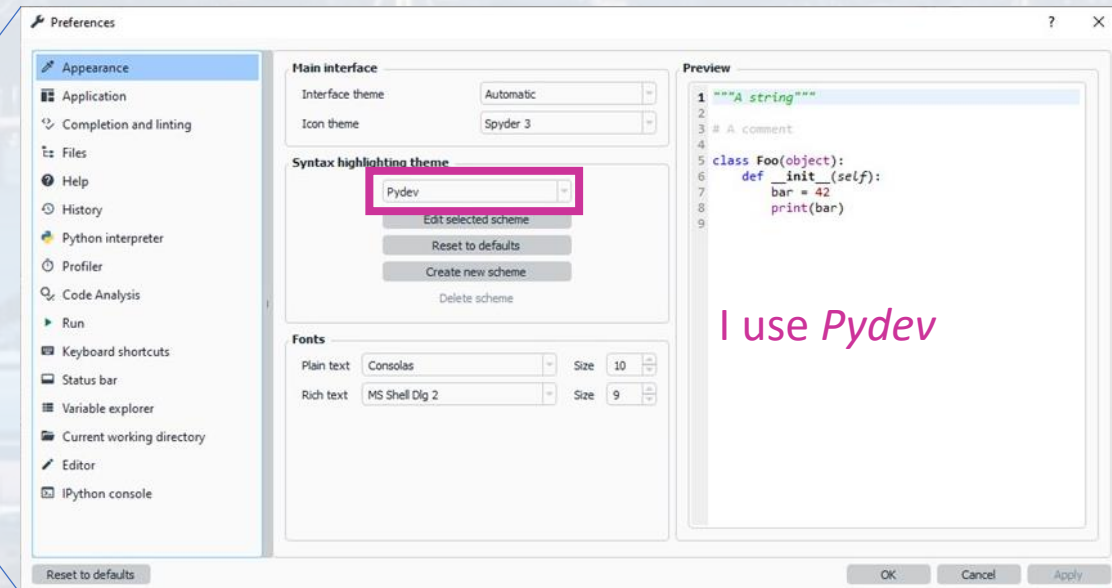 Preferences
? ×
Appearance
Application
Completion and linting
Files
Help
History
Python interpreter
Profiler
Code Analysis
Run
Keyboard shortcuts
Status bar
Variable explorer
Current working directory
Editor
IPython console
Reset to defaults
Main interface
Interface theme Automatic
Icon theme Spyder 3
Syntax highlighting theme
Pydev
Edit selected scheme
Reset to defaults
Create new scheme
Delete scheme
Fonts
Plain text Consolas Size 10
Rich text MS Shell Dlg 2 Size 9
Preview
1 """A string"""
2
3 # A comment
4
5 class Foo(object):
6     def __init__(self):
7         bar = 42
8         print(bar)
9
I use Pydev
OK Cancel Apply